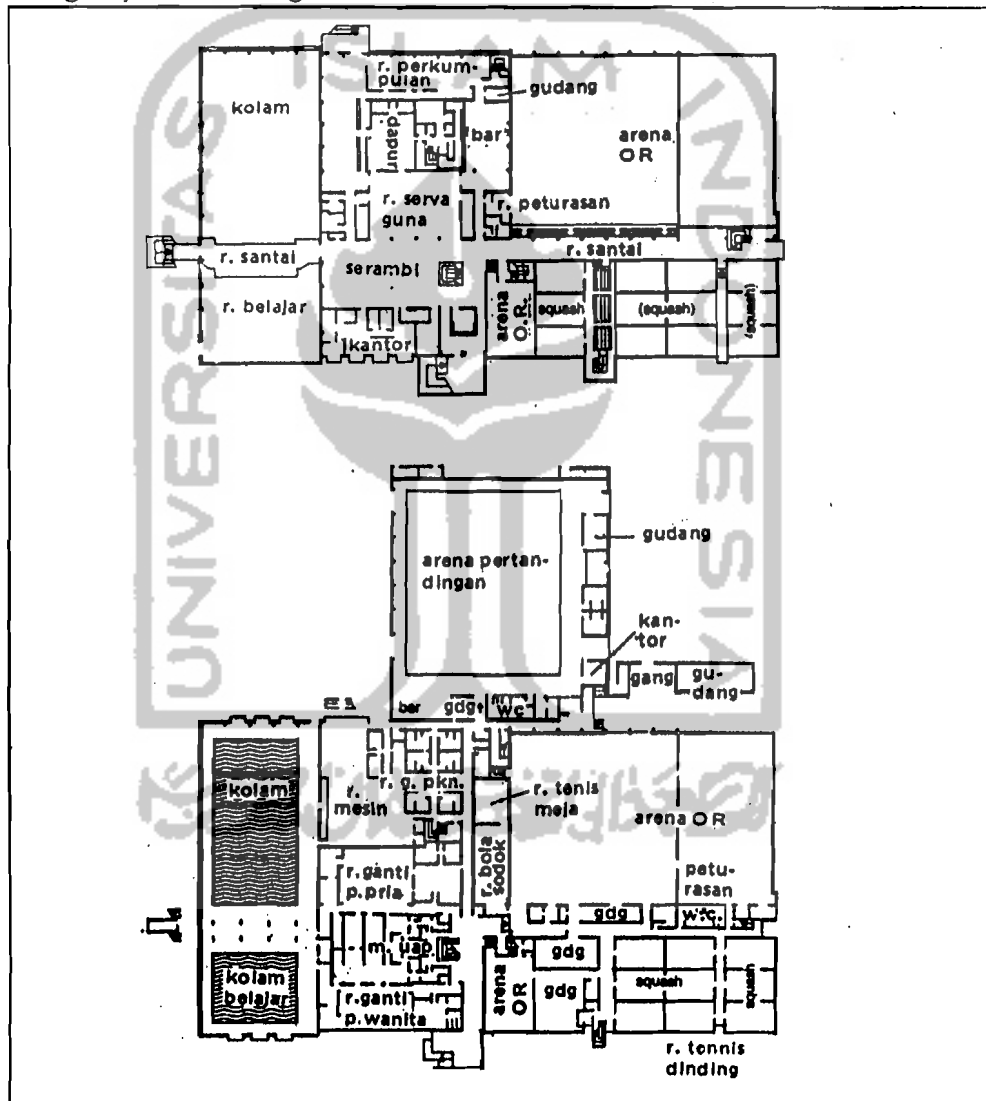 UNIVERSITAS
ISLAM
INDONESIA
r. perkum-
pulan
gudang
kolam
dapur
bar
arena
OR
r. serva
guna
r. peturasan
r. santai
r. santai
serambi
r. belajar
arena
O.R.
squash
(squash)
(squash)
kantor
arena pertan-
dingan
gudang
kan-
tor
gang
gu-
dang
bar
gdg
wc
kolam
r. g. pkn.
r.
mesin
r. tenis
meja
arena OR
r. bola
sodok
r. ganti
p. pria
petu-
rasan
gdg
w.c.
m. uap.
gdg
kolam
belajar
arena
OR
gdg
squash
squash
r. ganti
p. wanita
r. tennis
dinding